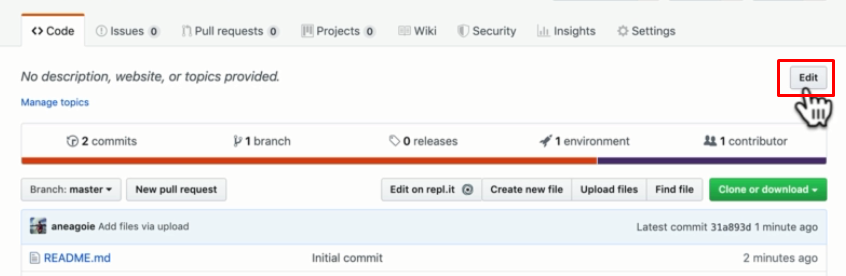 Code Issues 0 Pull requests 0 Projects 0 Wiki Security Insights Settings
No description, website, or topics provided. Edit
Manage topics
2 commits 1 branch 0 releases 1 environment 1 contributor
Branch: master New pull request Edit on repl.it Create new file Upload files Find file Clone or download
aneagoie Add files via upload Latest commit 31a893d 1 minute ago
README.md Initial commit 2 minutes ago